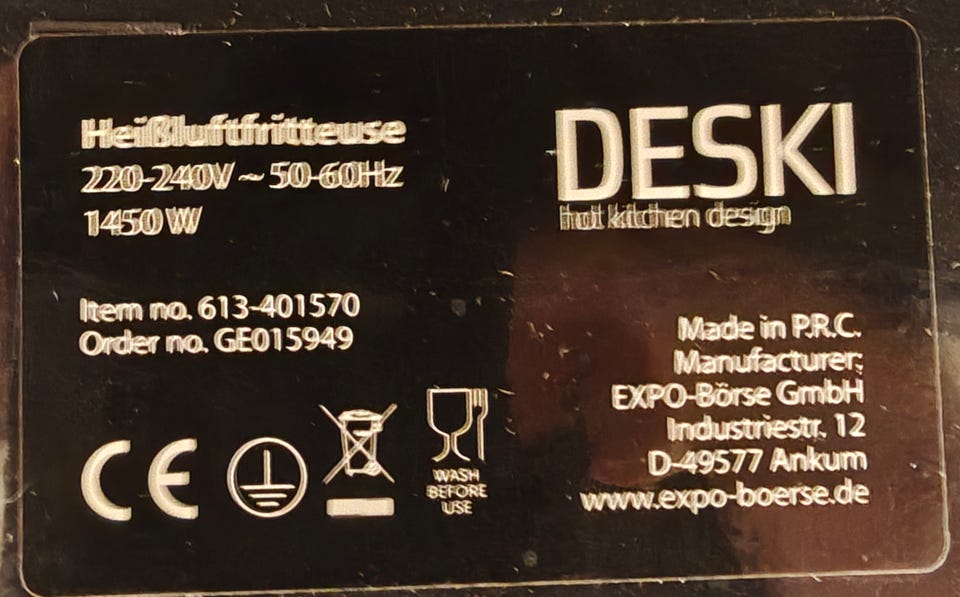 Heißluftfritteuse
220-240V ~ 50-60Hz
1450 W
DESKI
hot kitchen design
Item no. 613-401570
Order no. GE015949
Made in P.R.C.
Manufacturer:
EXPO-Börse GmbH
Industriestr. 12
D-49577 Ankum
www.expo-boerse.de
CE
WASH
BEFORE
USE